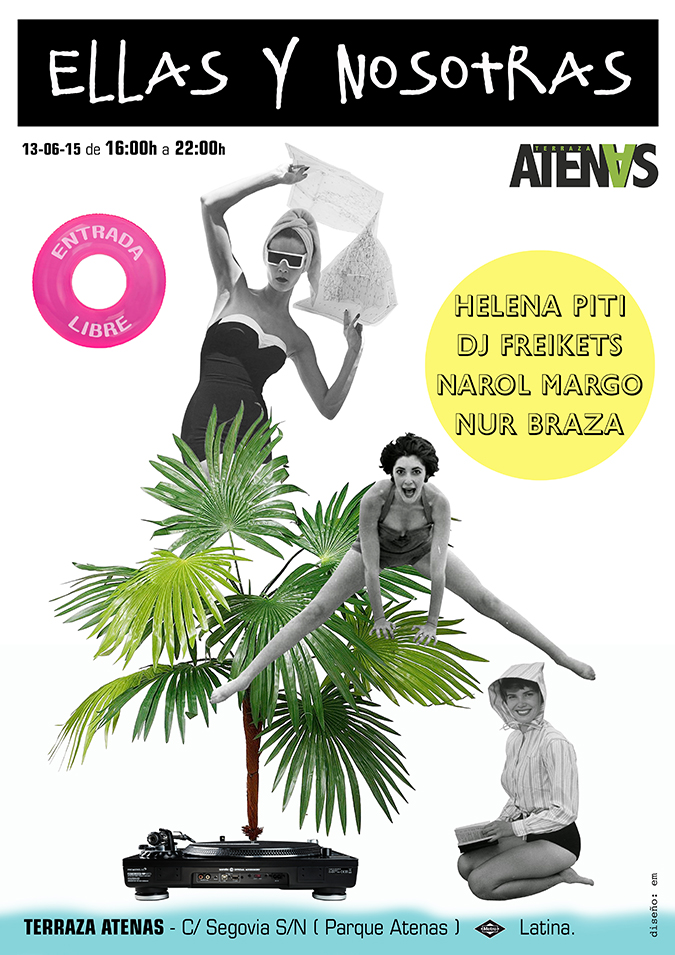 ELLAS Y NOSOTRAS
13-06-15 de 16:00h a 22:00h
TERRAZA
ATENAS
ENTRADA
LIBRE
HELENA PITI
DJ FREIKETS
NAROL MARGO
NUR BRAZA
TERRAZA ATENAS - C/ Segovia S/N ( Parque Atenas ) Metro Latina.
diseño: em